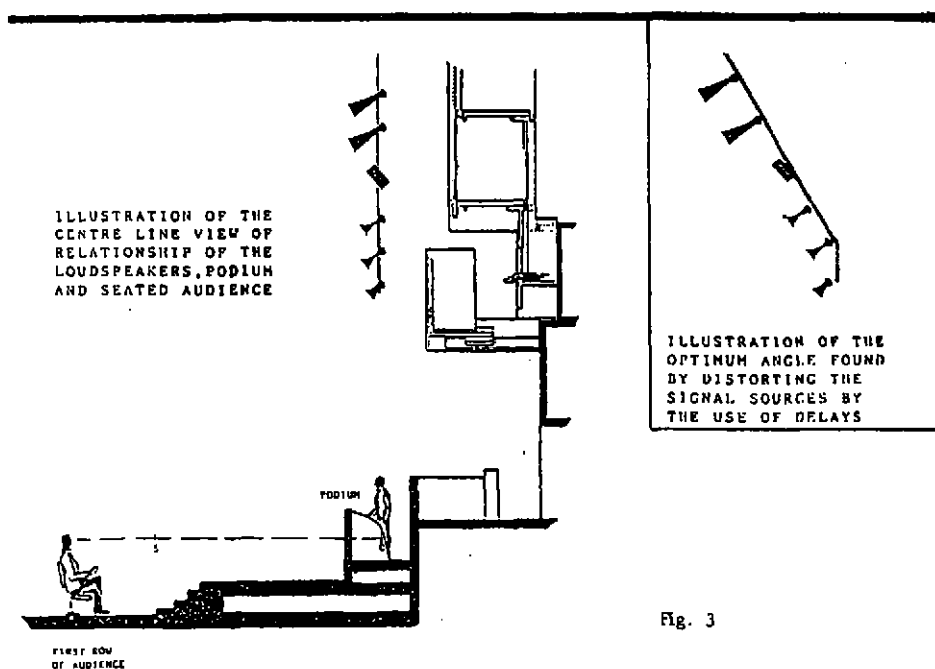 ILLUSTRATION OF THE
CENTRE LINE VIEW OF
RELATIONSHIP OF THE
LOUDSPEAKERS, PODIUM
AND SEATED AUDIENCE
ILLUSTRATION OF THE
OPTIMUM ANGLE FOUND
BY DISTORTING THE
SIGNAL SOURCES BY
THE USE OF DELAYS
PODIUM
5
Fig. 3
FIRST ROW
OF AUDIENCE